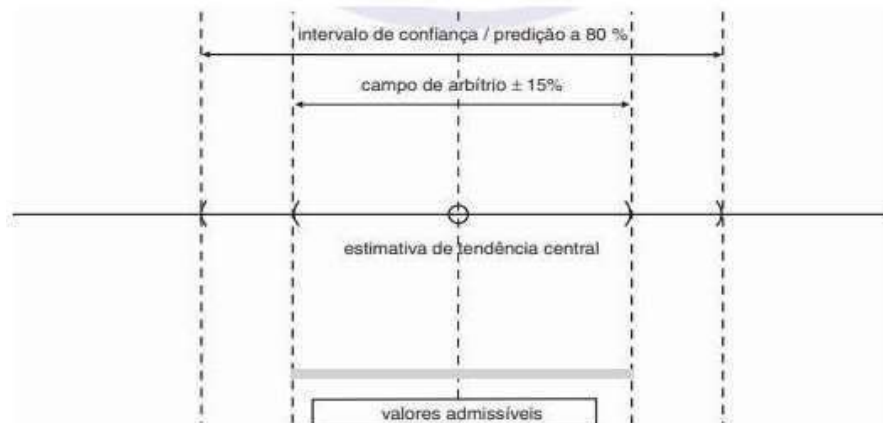 intervalo de confiança / predição a 80 %
campo de arbítrio ± 15%
estimativa de tendência central
valores admissíveis